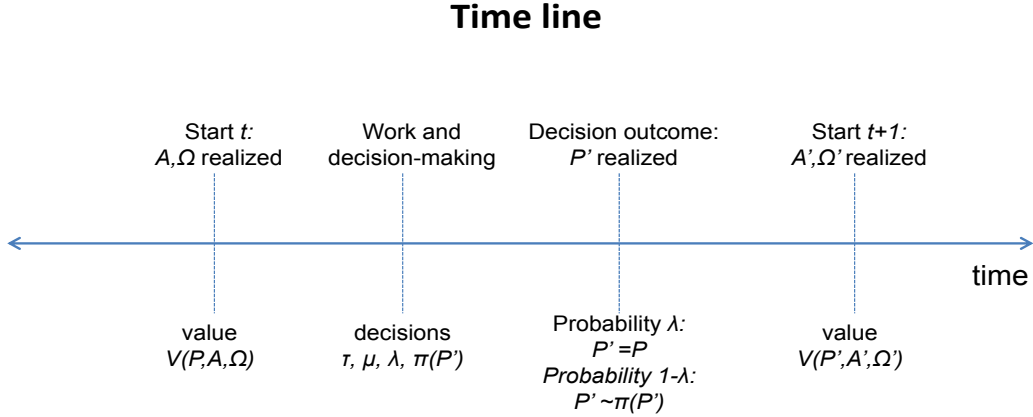 Time line
Start t:
A,Ω realized
Work and
decision-making
Decision outcome:
P’ realized
Start t+1:
A’,Ω’ realized
time
value
V(P,A,Ω)
decisions
τ, μ, λ, π(P’)
Probability λ:
P’ =P
Probability 1-λ:
P’ ~π(P’)
value
V(P’,A’,Ω’)